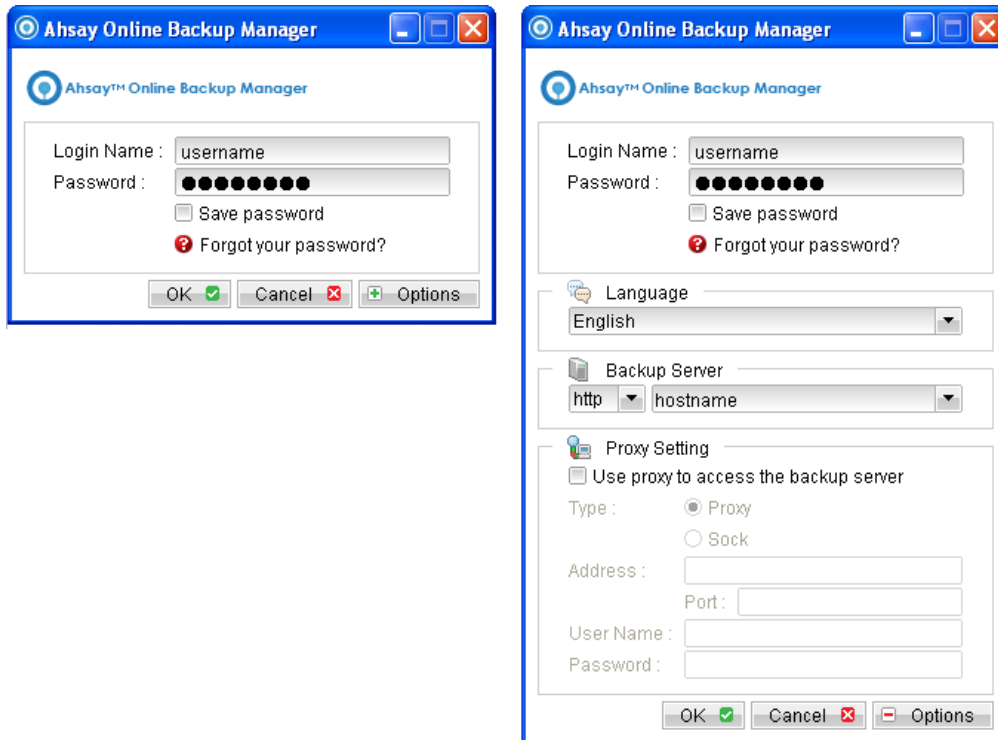 Ahsay Online Backup Manager
Ahsay™ Online Backup Manager
Login Name : username
Password :
Save password
Forgot your password?
OK Cancel Options
Ahsay Online Backup Manager
Ahsay™ Online Backup Manager
Login Name : username
Password :
Save password
Forgot your password?
Language
English
Backup Server
http hostname
Proxy Setting
Use proxy to access the backup server
Type : Proxy
Sock
Address :
Port :
User Name :
Password :
OK Cancel Options